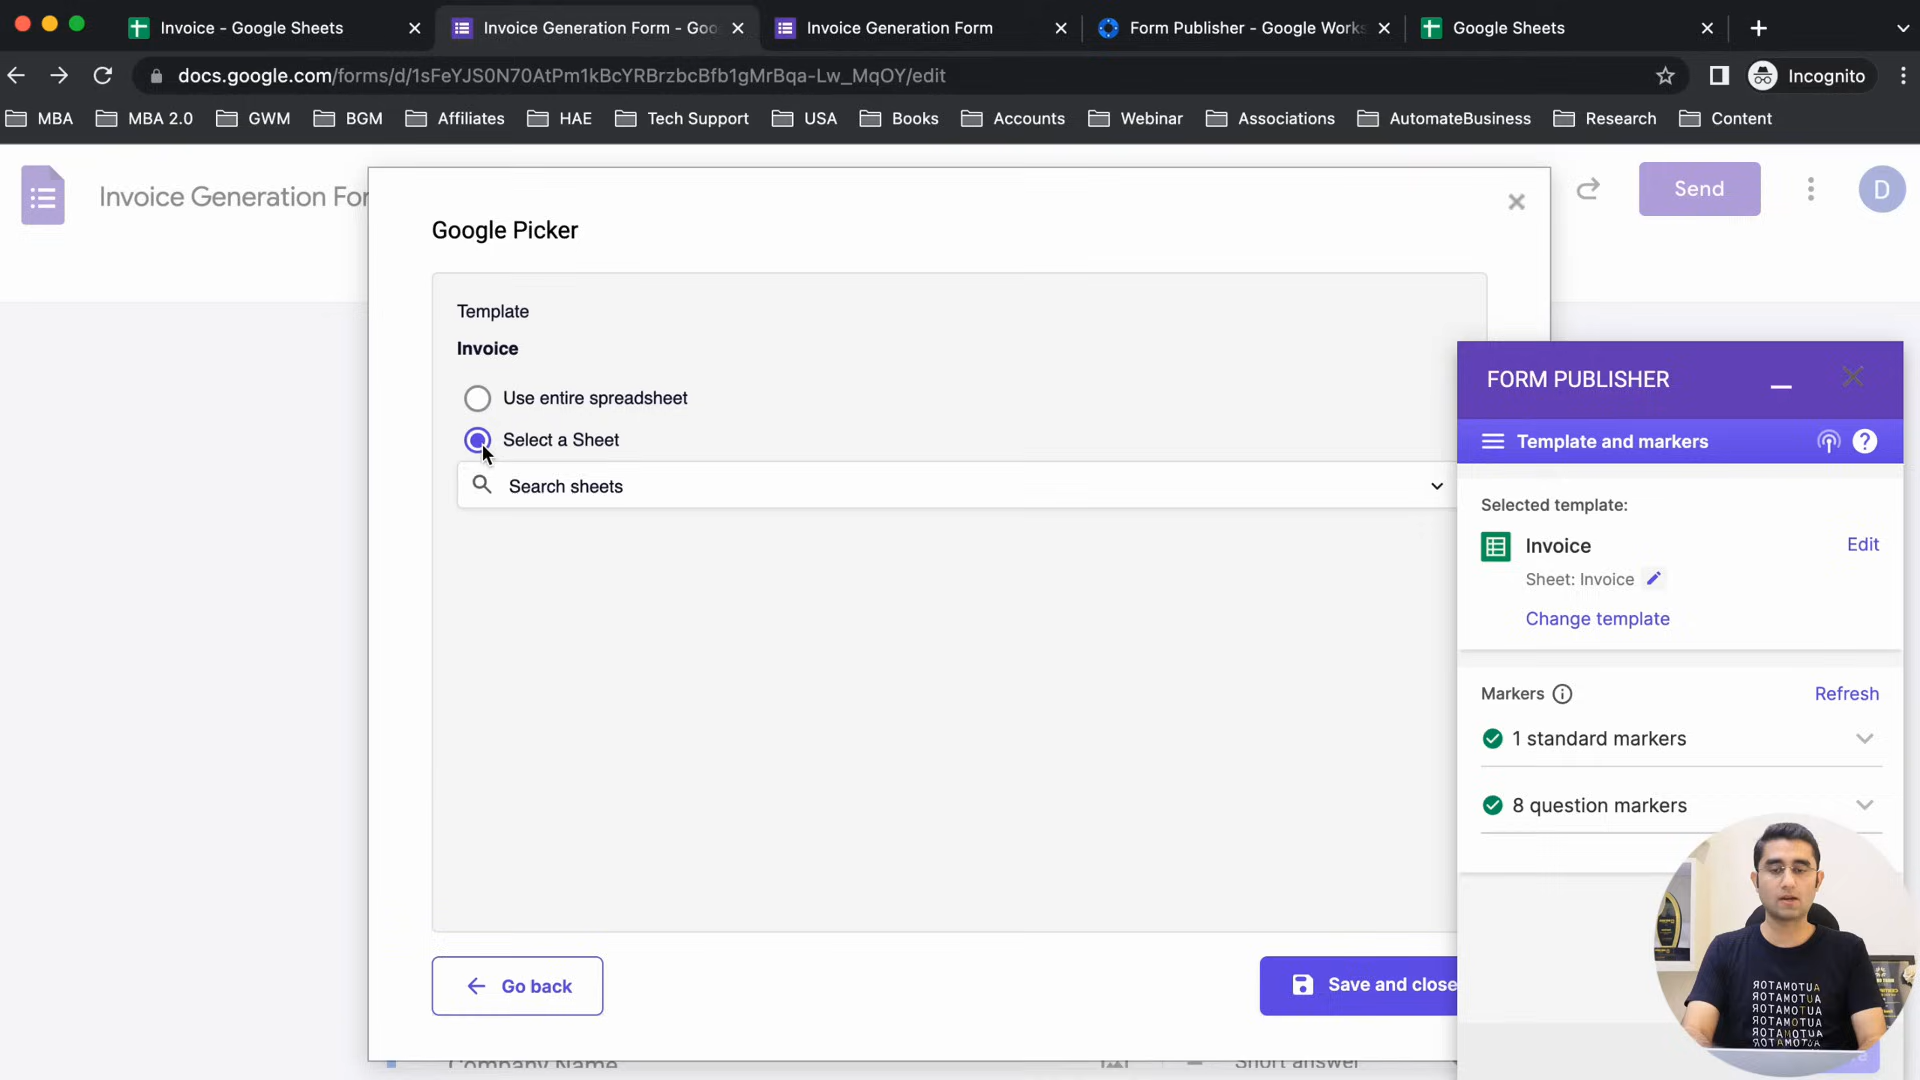 Invoice - Google Sheets
Invoice Generation Form - Goo
Invoice Generation Form
Form Publisher - Google Works
Google Sheets
docs.google.com/forms/d/1sFeYJS0N70AtPm1kBcYRBrzbcBfb1gMrBqa-Lw_MqOY/edit
Incognito
MBA
MBA 2.0
GWM
BGM
Affiliates
HAE
Tech Support
USA
Books
Accounts
Webinar
Associations
AutomateBusiness
Research
Content
Invoice Generation For
Send
D
Google Picker
Template
Invoice
Use entire spreadsheet
Select a Sheet
Search sheets
Go back
Save and close
FORM PUBLISHER
Template and markers
Selected template:
Invoice
Edit
Sheet: Invoice
Change template
Markers
Refresh
1 standard markers
8 question markers
Company Name
Short answer